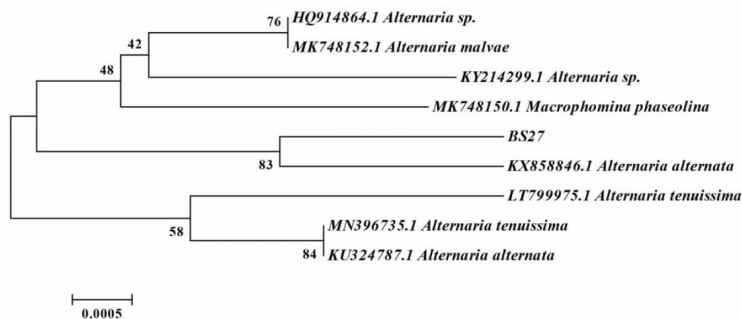 76
HQ914864.1 Alternaria sp.
42
MK748152.1 Alternaria malvae
48
KY214299.1 Alternaria sp.
MK748150.1 Macrophomina phaseolina
BS27
83
KX858846.1 Alternaria alternata
LT799975.1 Alternaria tenuissima
58
MN396735.1 Alternaria tenuissima
84
KU324787.1 Alternaria alternata
0,0005